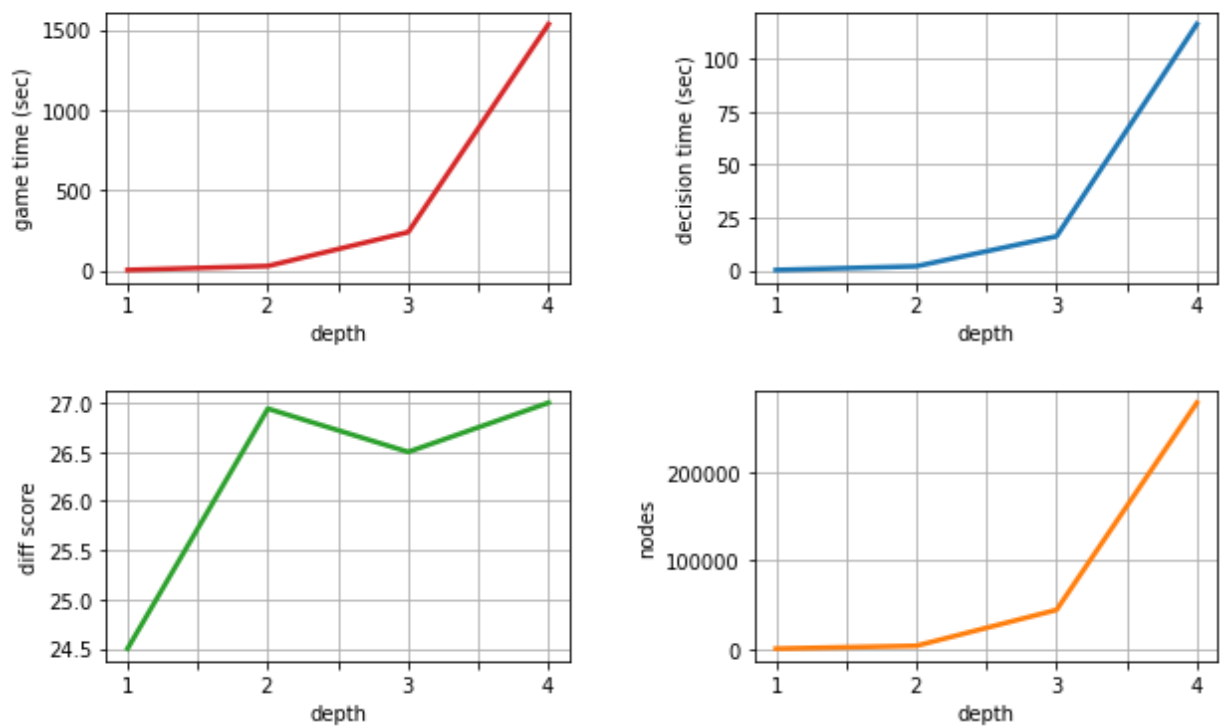 game time (sec)
1500
1000
500
0
1 2 3 4
depth
decision time (sec)
100
75
50
25
0
1 2 3 4
depth
diff score
27.0
26.5
26.0
25.5
25.0
24.5
1 2 3 4
depth
nodes
200000
100000
0
1 2 3 4
depth